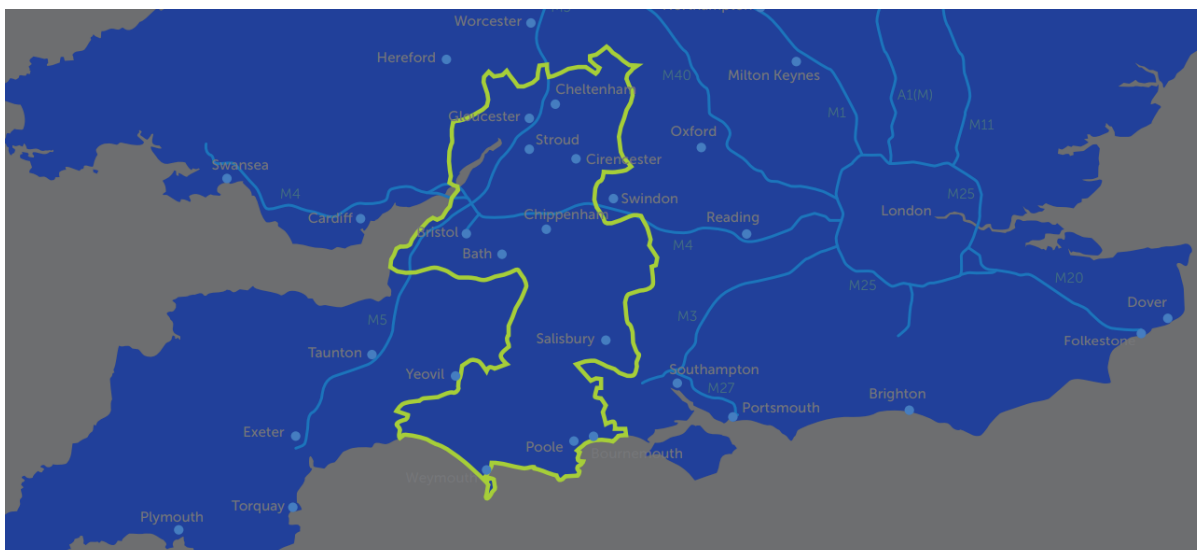 Worcester
M5
Northampton
Hereford
M40
Milton Keynes
Cheltenham
A1(M)
Gloucester
M1
M11
Oxford
Stroud
Cirencester
Swansea
M4
Swindon
M25
Cardiff
Chippenham
Reading
London
Bristol
M4
Bath
M25
M20
Dover
M5
M3
Salisbury
Folkestone
Taunton
Yeovil
Southampton
M27
Brighton
Portsmouth
Exeter
Poole
Bournemouth
Weymouth
Torquay
Plymouth